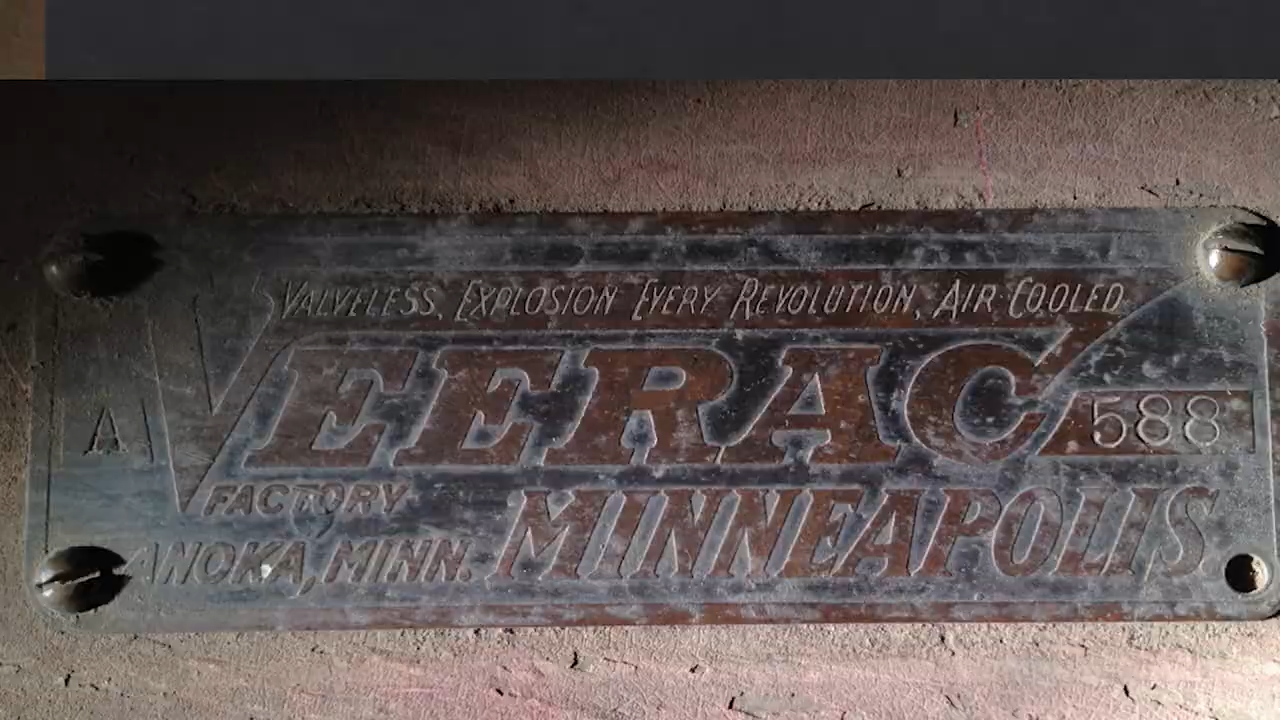 VALVELESS, EXPLOSION EVERY REVOLUTION, AIR COOLED
A VEERAC 588
FACTORY
ANOKA, MINN. MINNEAPOLIS